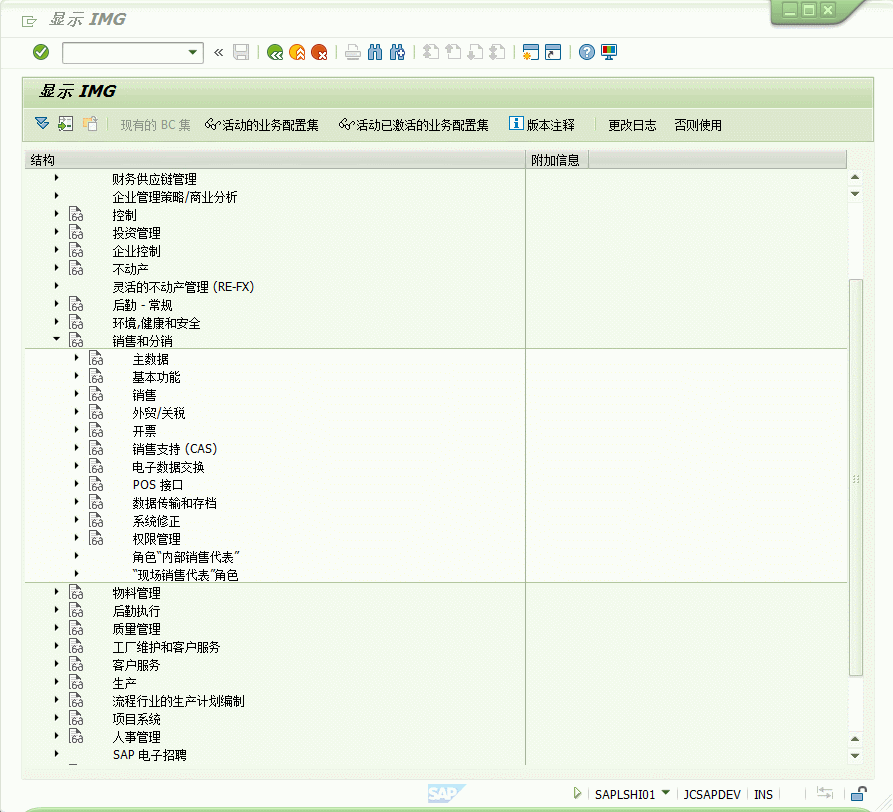 显示 IMG
显示 IMG
现有的 BC 集 活动的业务配置集 活动已激活的业务配置集 版本注释 更改日志 否则使用
结构 附加信息
财务供应链管理
企业管理策略/商业分析
控制
投资管理
企业控制
不动产
灵活的不动产管理 (RE-FX)
后勤 - 常规
环境,健康和安全
销售和分销
主数据
基本功能
销售
外贸/关税
开票
销售支持 (CAS)
电子数据交换
POS 接口
数据传输和存档
系统修正
权限管理
角色“内部销售代表”
“现场销售代表”角色
物料管理
后勤执行
质量管理
工厂维护和客户服务
客户服务
生产
流程行业的生产计划编制
项目系统
人事管理
SAP 电子招聘
SAP SAPLSHI01 JCSAPDEV INS